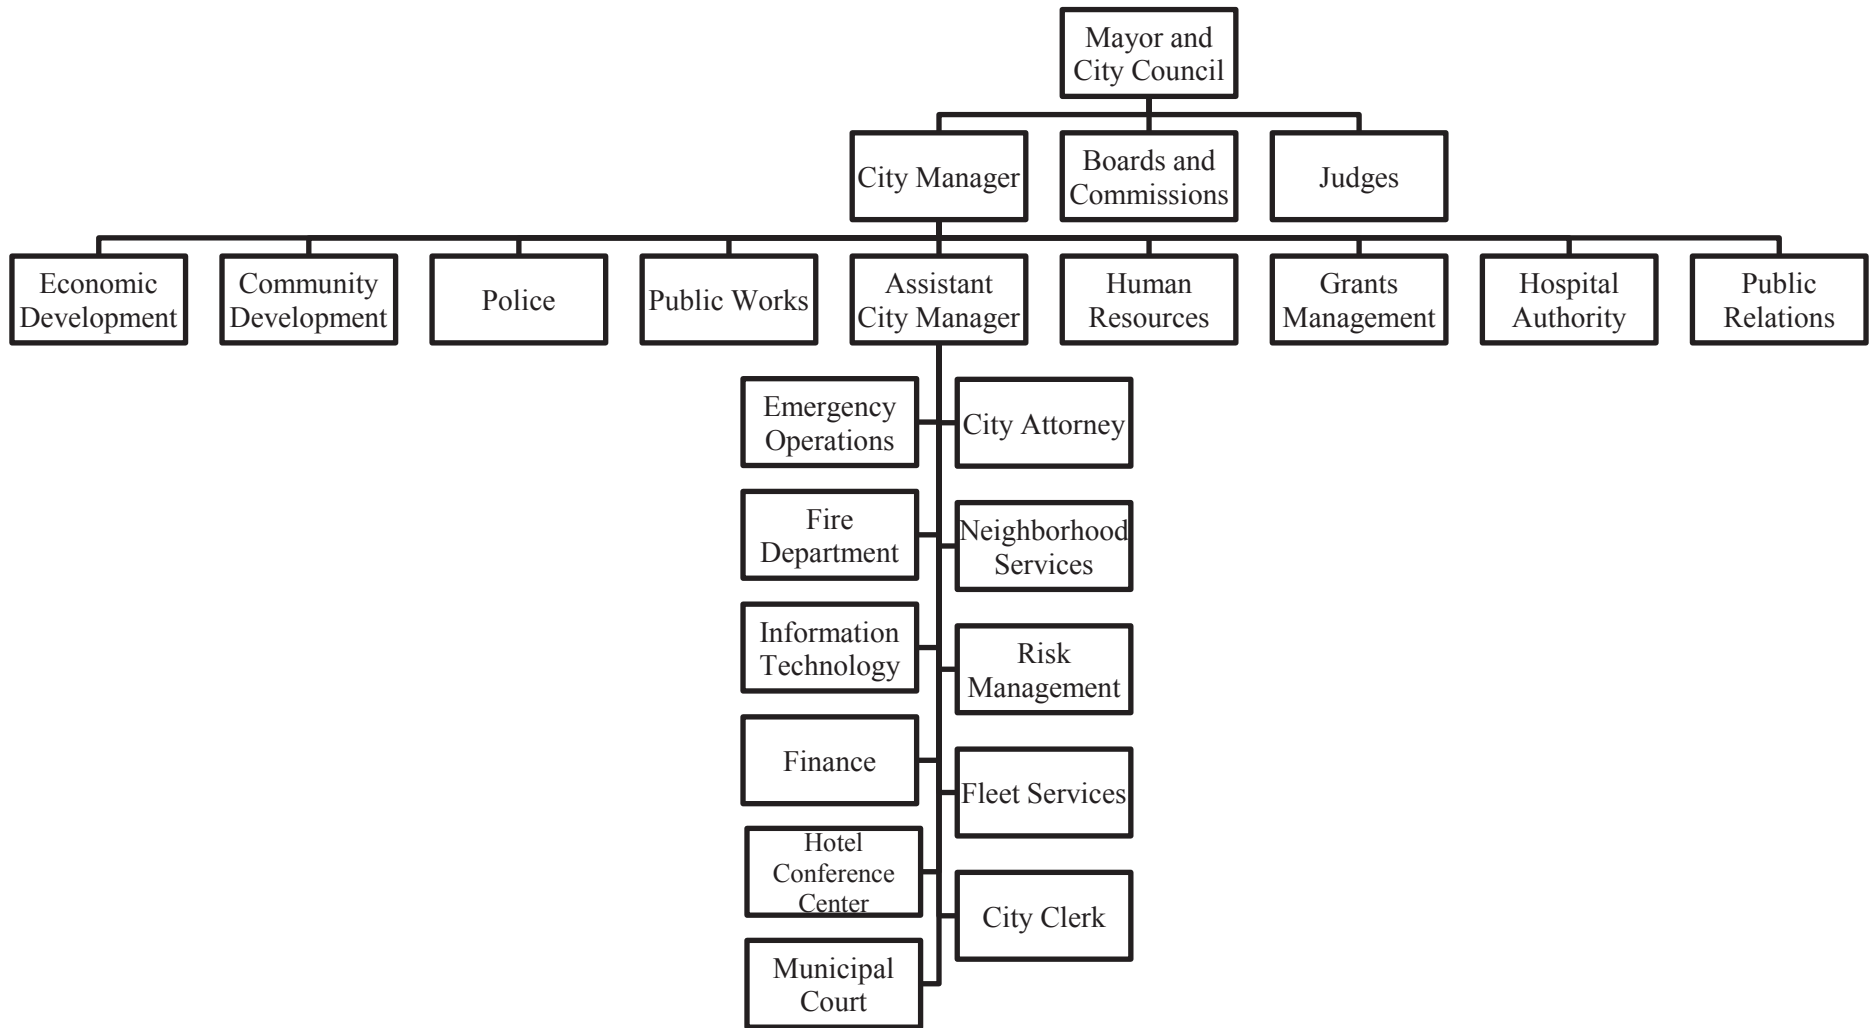 Mayor and
City Council
City Manager
Boards and
Commissions
Judges
Economic
Development
Community
Development
Police
Public Works
Assistant
City Manager
Human
Resources
Grants
Management
Hospital
Authority
Public
Relations
Emergency
Operations
City Attorney
Fire
Department
Neighborhood
Services
Information
Technology
Risk
Management
Finance
Fleet Services
Hotel
Conference
Center
City Clerk
Municipal
Court